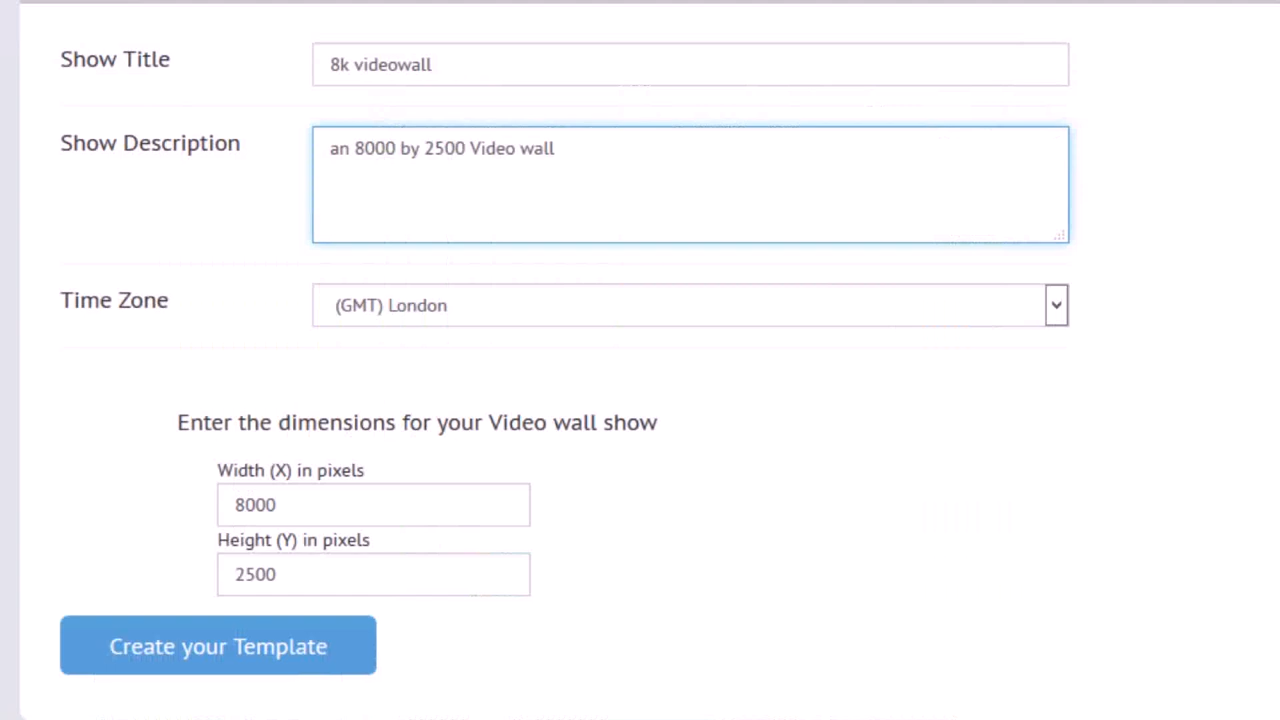 Show Title
8k videowall
Show Description
an 8000 by 2500 Video wall
Time Zone
(GMT) London
Enter the dimensions for your Video wall show
Width (X) in pixels
8000
Height (Y) in pixels
2500
Create your Template